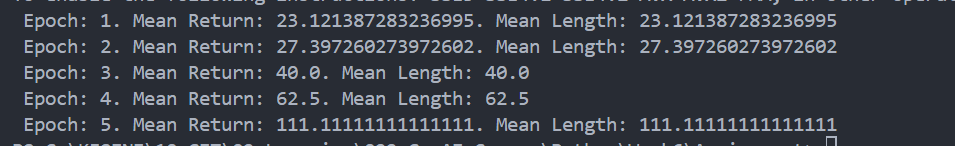 Epoch: 1. Mean Return: 23.121387283236995. Mean Length: 23.121387283236995
Epoch: 2. Mean Return: 27.397260273972602. Mean Length: 27.397260273972602
Epoch: 3. Mean Return: 40.0. Mean Length: 40.0
Epoch: 4. Mean Return: 62.5. Mean Length: 62.5
Epoch: 5. Mean Return: 111.11111111111111. Mean Length: 111.11111111111111